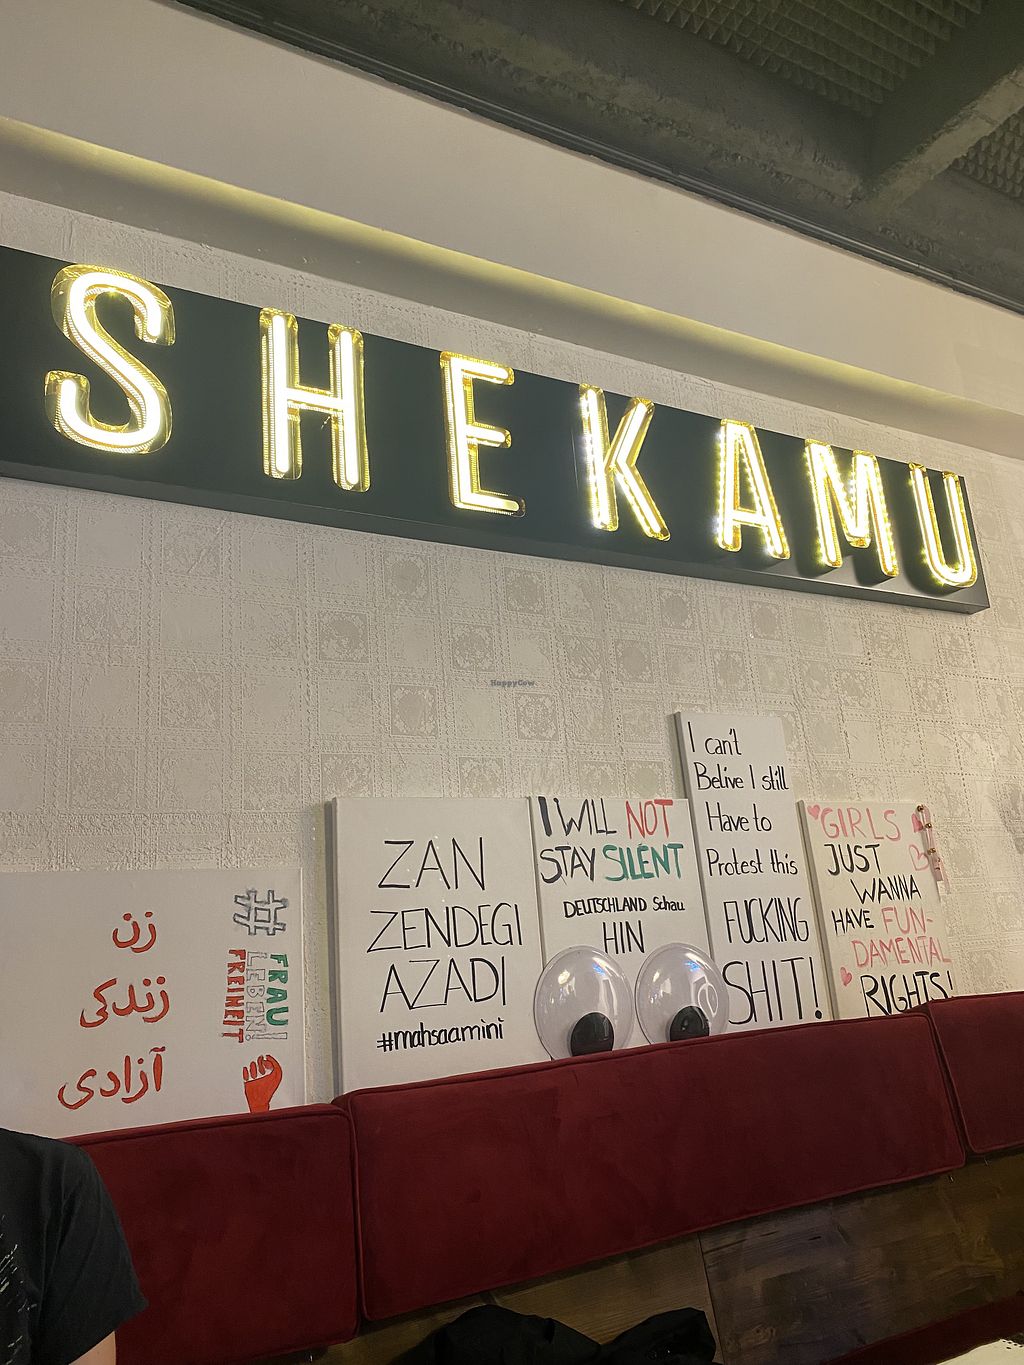 SHEKAMU
HappyCow
زن
زندگی
آزادی
#
FRAU
LEBEN!
FREIHEIT
ZAN
ZENDEGI
AZADI
#mahsaamini
I WILL NOT
STAY SILENT
DEUTSCHLAND Schau
HIN
I can't
Belive I still
Have to
Protest this
FUCKING
SHIT!
GIRLS
JUST
WANNA
HAVE FUN-
DAMENTAL
RIGHTS!